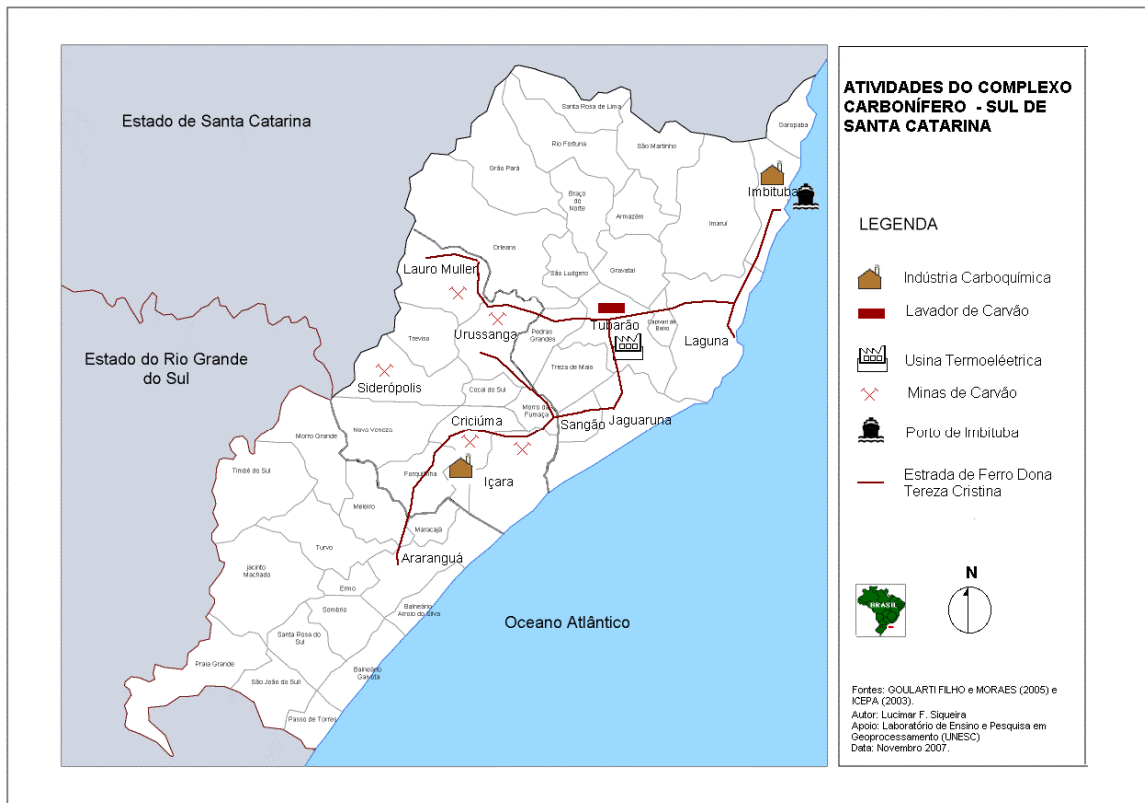 Estado de Santa Catarina
Santa Rosa de Lima
Garopaba
Rio Fortuna
São Martinho
Grão Pará
Imbituba
Braço
do
Norte
Armazém
Imaruí
Orleans
Lauro Muller
São Ludgero
Gravatal
Urussanga
Pedras
Grandes
Tubarão
Capivari de
Baixo
Laguna
Estado do Rio Grande
do Sul
Treviso
Treza de Maio
Siderópolis
Cocal do Sul
Morro da
Fumaça
Jaguaruna
Sangão
Criciúma
Morro Grande
Nova Venezo
Timbé do Sul
Forquilinha
Içara
Meleiro
Maracajá
Turvo
Araranguá
Jacinto
Machado
Ermo
Sombrio
Balneário
Arroio do Silva
Oceano Atlântico
Santa Rosa do
Sul
Praia Grande
São João do Sull
Balneário
Gaivota
Passo de Torres
ATIVIDADES DO COMPLEXO
CARBONÍFERO - SUL DE
SANTA CATARINA
LEGENDA
Indústria Carboquímica
Lavador de Carvão
Usina Termoeléetrica
Minas de Carvão
Porto de Imbituba
Estrada de Ferro Dona
Tereza Cristina
N
BRASIL
Fontes: GOULARTI FILHO e MORAES (2005) e
ICEPA (2003).
Autor: Lucimar F. Siqueira
Apoio: Laboratório de Ensino e Pesquisa em
Geoprocessamento (UNESC)
Data: Novembro 2007.